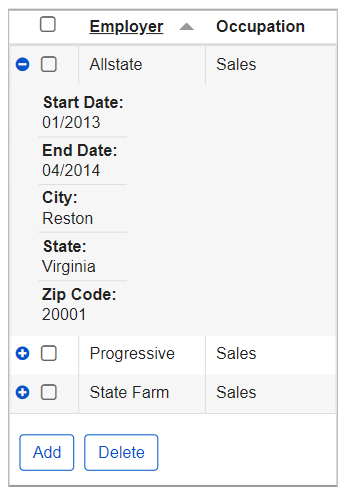 Employer Occupation
Allstate Sales
Start Date:
01/2013
End Date:
04/2014
City:
Reston
State:
Virginia
Zip Code:
20001
Progressive Sales
State Farm Sales
Add Delete